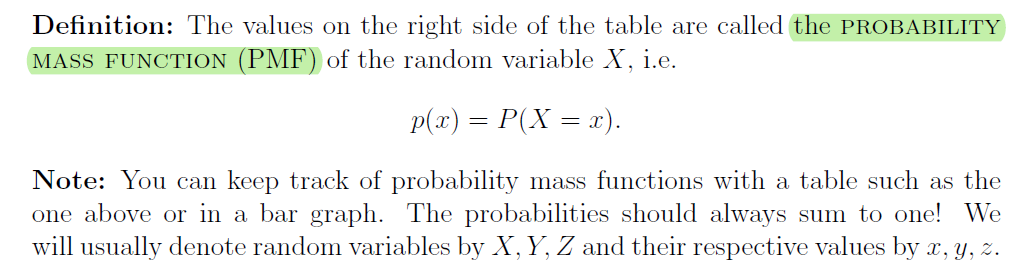 Definition: The values on the right side of the table are called the PROBABILITY
MASS FUNCTION (PMF) of the random variable X, i.e.
p(x) = P(X = x).
Note: You can keep track of probability mass functions with a table such as the
one above or in a bar graph. The probabilities should always sum to one! We
will usually denote random variables by X, Y, Z and their respective values by x, y, z.